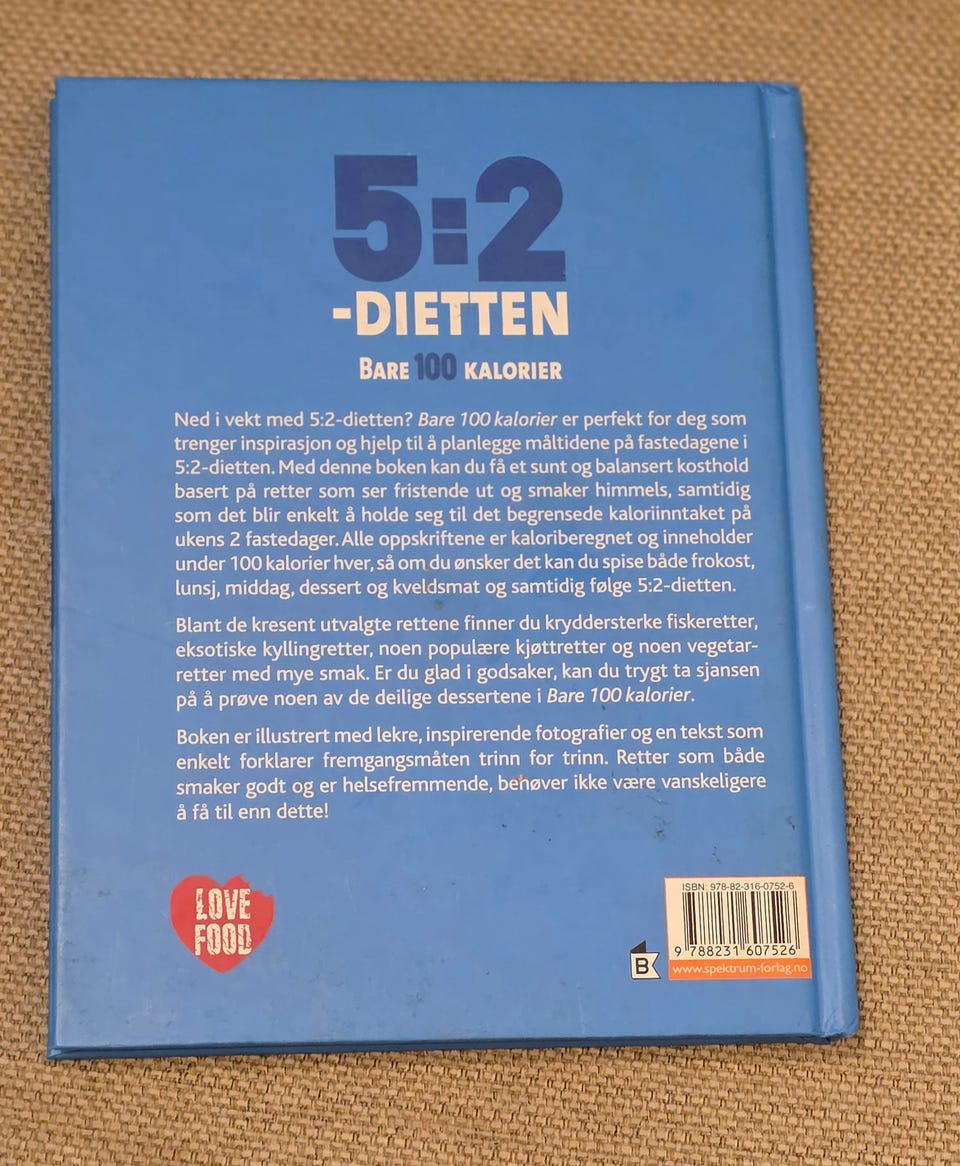 5:2
-DIETTEN
BARE 100 KALORIER
Ned i vekt med 5:2-dietten? Bare 100 kalorier er perfekt for deg som
trenger inspirasjon og hjelp til å planlegge måltidene på fastedagene i
5:2-dietten. Med denne boken kan du få et sunt og balansert kosthold
basert på retter som ser fristende ut og smaker himmels, samtidig
som det blir enkelt å holde seg til det begrensede kaloriinntaket på
ukens 2 fastedager. Alle oppskriftene er kaloriberegnet og inneholder
under 100 kalorier hver, så om du ønsker det kan du spise både frokost,
lunsj, middag, dessert og kveldsmat og samtidig følge 5:2-dietten.
Blant de kresent utvalgte rettene finner du kryddersterke fiskeretter,
eksotiske kyllingretter, noen populære kjøttretter og noen vegetar-
retter med mye smak. Er du glad i godsaker, kan du trygt ta sjansen
på å prøve noen av de deilige dessertene i Bare 100 kalorier.
Boken er illustrert med lekre, inspirerende fotografier og en tekst som
enkelt forklarer fremgangsmåten trinn for trinn. Retter som både
smaker godt og er helsefremmende, behøver ikke være vanskeligere
å få til enn dette!
LOVE
FOOD
B
ISBN: 978-82-316-0752-6
9 788231 607526
www.spektrum-forlag.no